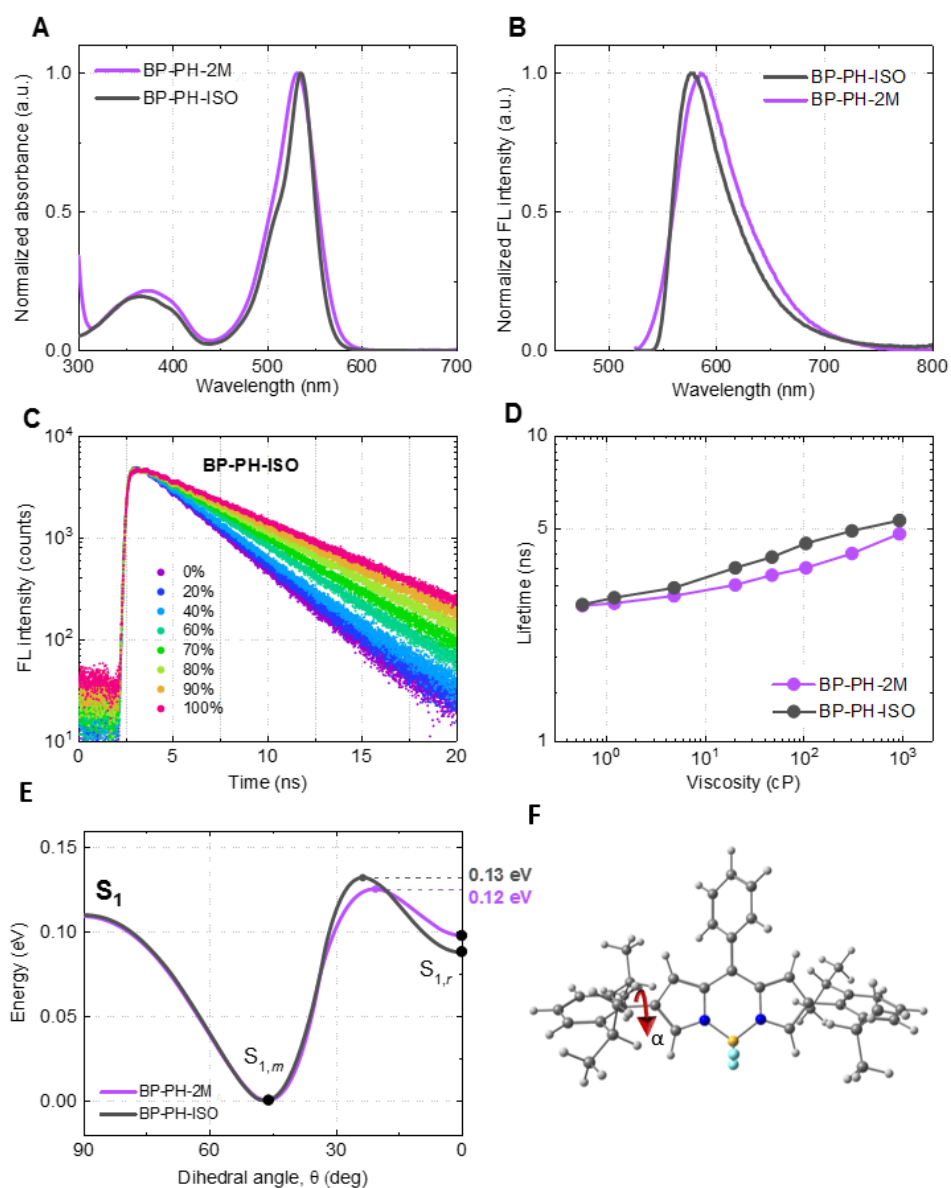 A
BP-PH-2M
BP-PH-ISO
Normalized absorbance (a.u.)
1.0
0.5
0.0
300 400 500 600 700
Wavelength (nm)
B
BP-PH-ISO
BP-PH-2M
Normalized FL intensity (a.u.)
1.0
0.5
0.0
500 600 700 800
Wavelength (nm)
C
BP-PH-ISO
FL intensity (counts)
10⁴
10³
10²
10¹
0%
20%
40%
60%
70%
80%
90%
100%
0 5 10 15 20
Time (ns)
D
Lifetime (ns)
10
5
1
BP-PH-2M
BP-PH-ISO
10⁰ 10¹ 10² 10³
Viscosity (cP)
E
S₁
Energy (eV)
0.15
0.10
0.05
0.00
0.13 eV
0.12 eV
S₁,r
S₁,m
BP-PH-2M
BP-PH-ISO
90 60 30 0
Dihedral angle, θ (deg)
F
α